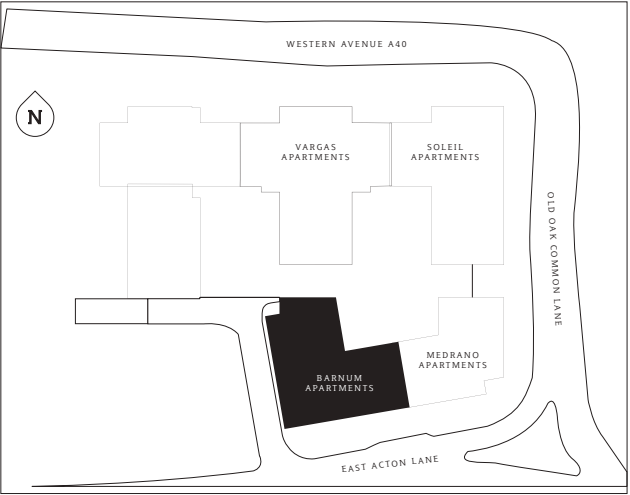 WESTERN AVENUE A40
N
VARGAS
APARTMENTS
SOLEIL
APARTMENTS
OLD OAK COMMON LANE
MEDRANO
APARTMENTS
BARNUM
APARTMENTS
EAST ACTON LANE